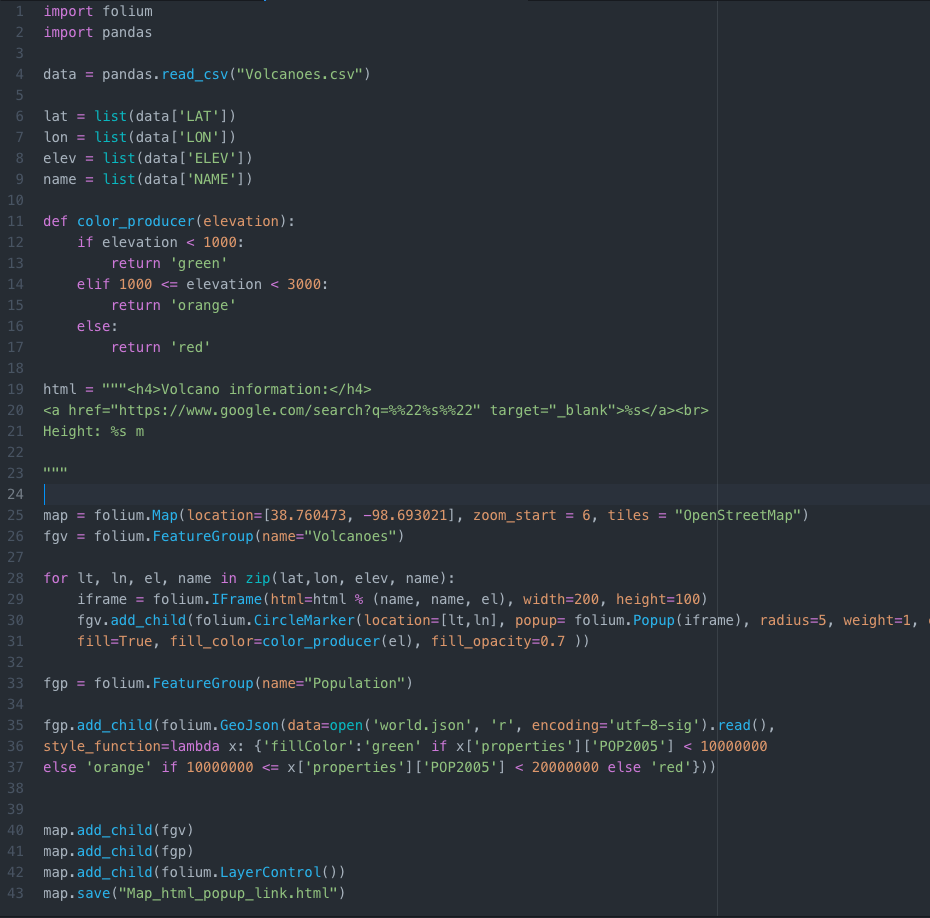 1 import folium
2 import pandas
3
4 data = pandas.read_csv("Volcanoes.csv")
5
6 lat = list(data['LAT'])
7 lon = list(data['LON'])
8 elev = list(data['ELEV'])
9 name = list(data['NAME'])
10
11 def color_producer(elevation):
12     if elevation < 1000:
13         return 'green'
14     elif 1000 <= elevation < 3000:
15         return 'orange'
16     else:
17         return 'red'
18
19 html = """<h4>Volcano information:</h4>
20 <a href="https://www.google.com/search?q=%%22%s%%22" target="_blank">%s</a><br>
21 Height: %s m
22
23 """
24
25 map = folium.Map(location=[38.760473, -98.693021], zoom_start = 6, tiles = "OpenStreetMap")
26 fgv = folium.FeatureGroup(name="Volcanoes")
27
28 for lt, ln, el, name in zip(lat,lon, elev, name):
29     iframe = folium.IFrame(html=html % (name, name, el), width=200, height=100)
30     fgv.add_child(folium.CircleMarker(location=[lt,ln], popup= folium.Popup(iframe), radius=5, weight=1,
31     fill=True, fill_color=color_producer(el), fill_opacity=0.7 ))
32
33 fgp = folium.FeatureGroup(name="Population")
34
35 fgp.add_child(folium.GeoJson(data=open('world.json', 'r', encoding='utf-8-sig').read(),
36 style_function=lambda x: {'fillColor':'green' if x['properties']['POP2005'] < 10000000
37 else 'orange' if 10000000 <= x['properties']['POP2005'] < 20000000 else 'red'}))
38
39
40 map.add_child(fgv)
41 map.add_child(fgp)
42 map.add_child(folium.LayerControl())
43 map.save("Map_html_popup_link.html")